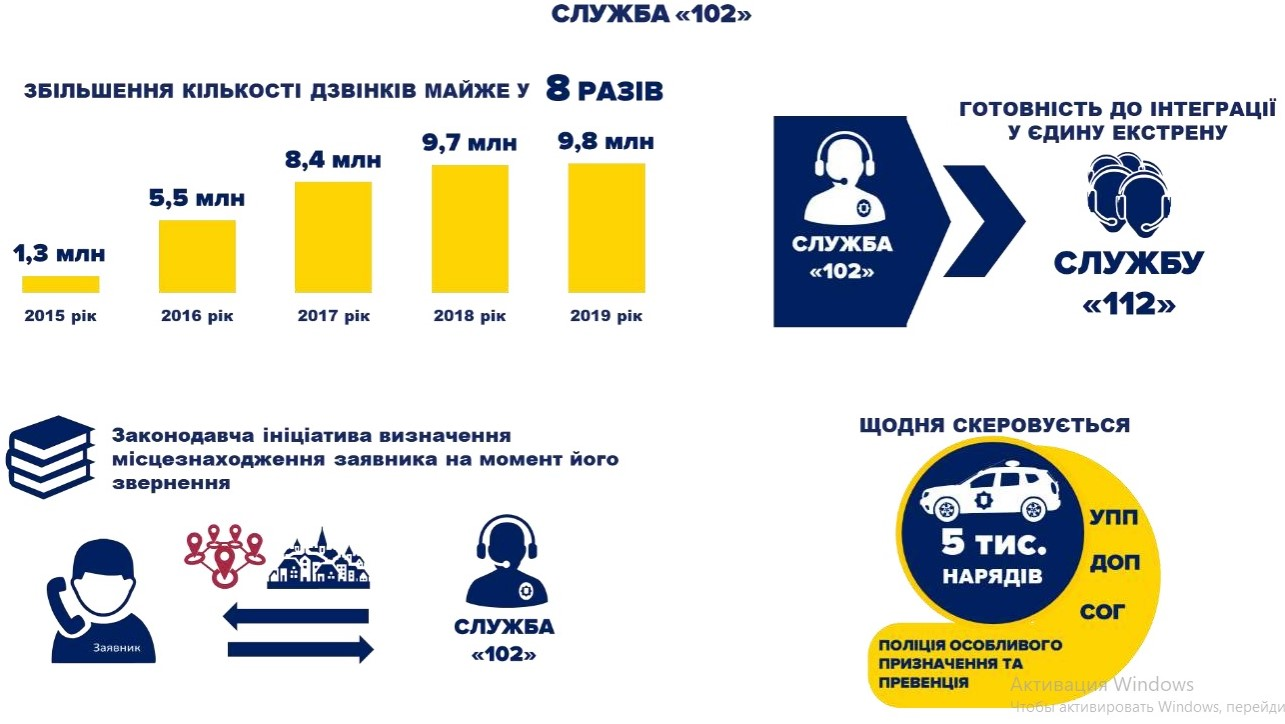 СЛУЖБА «102»
ЗБІЛЬШЕННЯ КІЛЬКОСТІ ДЗВІНКІВ МАЙЖЕ У 8 РАЗІВ
1,3 млн
5,5 млн
8,4 млн
9,7 млн
9,8 млн
2015 рік
2016 рік
2017 рік
2018 рік
2019 рік
ГОТОВНІСТЬ ДО ІНТЕГРАЦІЇ
У ЄДИНУ ЕКСТРЕНУ
СЛУЖБА
«102»
СЛУЖБУ
«112»
Законодавча ініціатива визначення
місцезнаходження заявника на момент його
звернення
Заявник
СЛУЖБА
«102»
ЩОДНЯ СКЕРОВУЄТЬСЯ
5 тис.
НАРЯДІВ
УПП
ДОП
СОГ
ПОЛІЦІЯ ОСОБЛИВОГО
ПРИЗНАЧЕННЯ ТА
ПРЕВЕНЦІЯ
Активация Windows
Чтобы активировать Windows, перейди